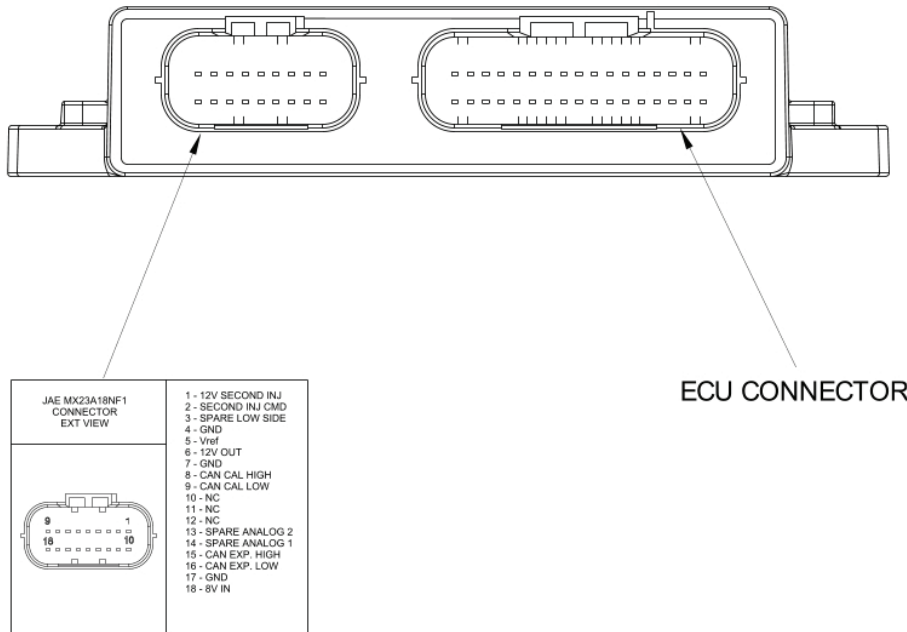 ECU CONNECTOR
JAE MX23A18NF1
CONNECTOR
EXT VIEW
9 1
18 10
1 - 12V SECOND INJ
2 - SECOND INJ CMD
3 - SPARE LOW SIDE
4 - GND
5 - Vref
6 - 12V OUT
7 - GND
8 - CAN CAL HIGH
9 - CAN CAL LOW
10 - NC
11 - NC
12 - NC
13 - SPARE ANALOG 2
14 - SPARE ANALOG 1
15 - CAN EXP. HIGH
16 - CAN EXP. LOW
17 - GND
18 - 8V IN